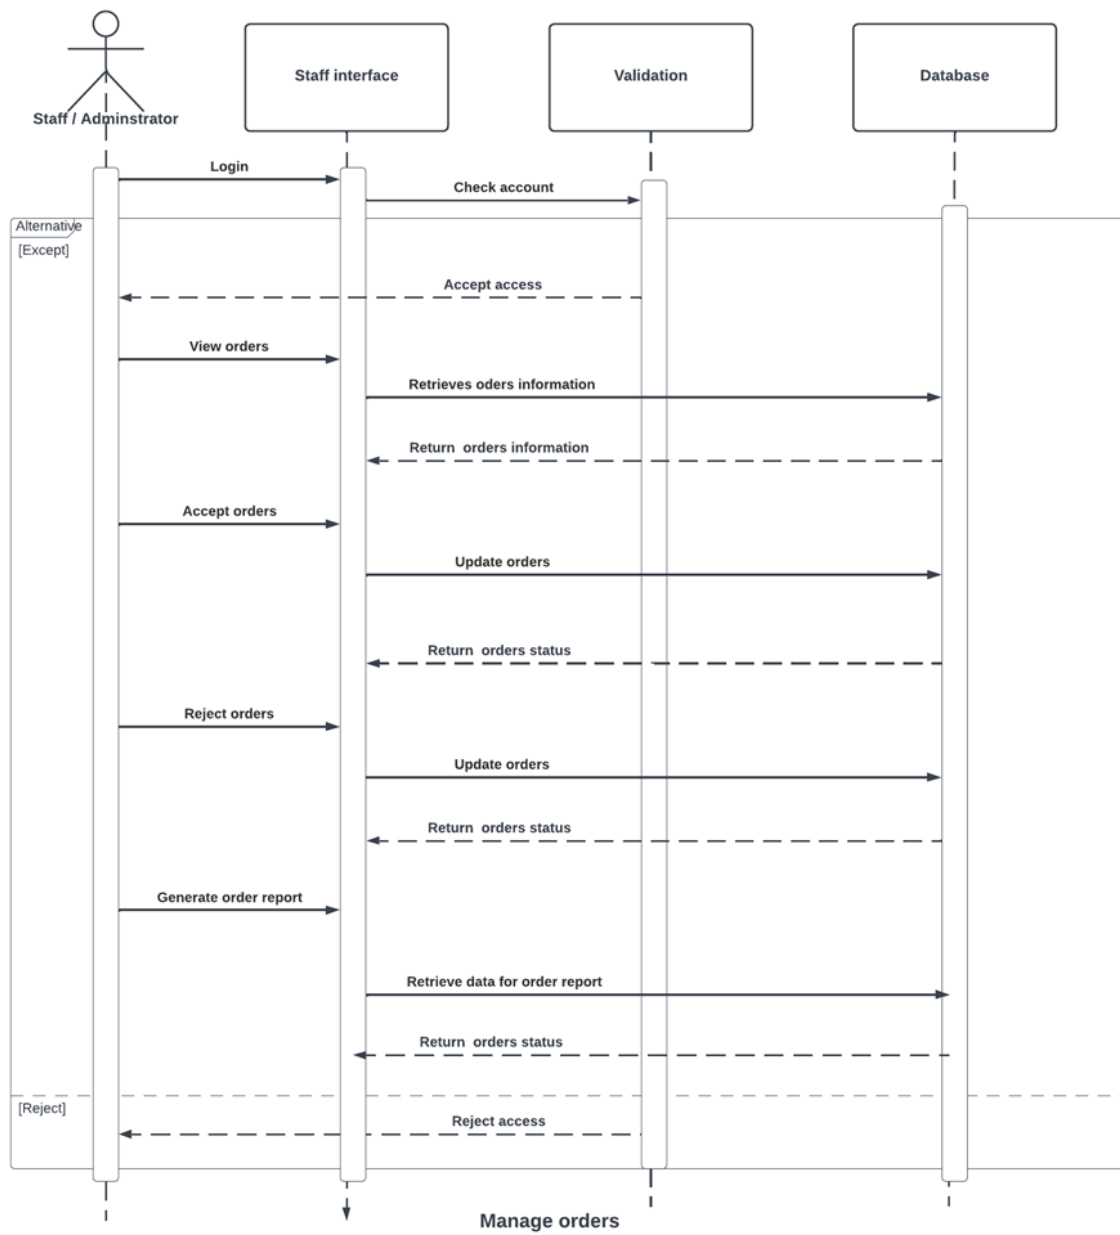 Staff interface
Validation
Database
Staff / Adminstrator
Login
Check account
Alternative
[Except]
Accept access
View orders
Retrieves oders information
Return  orders information
Accept orders
Update orders
Return  orders status
Reject orders
Update orders
Return  orders status
Generate order report
Retrieve data for order report
Return  orders status
[Reject]
Reject access
Manage orders